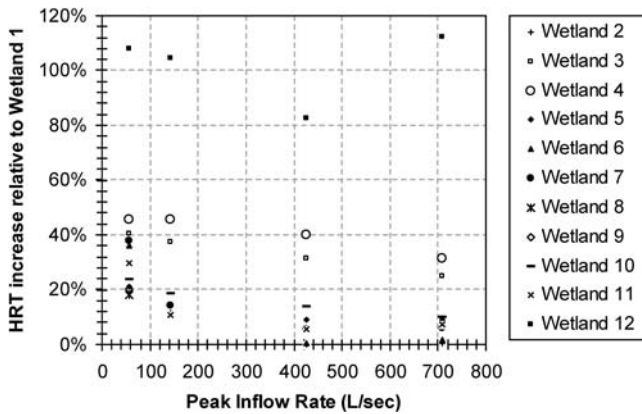 HRT increase relative to Wetland 1
120%
100%
80%
60%
40%
20%
0%
0 100 200 300 400 500 600 700 800
Peak Inflow Rate (L/sec)
Wetland 2
Wetland 3
Wetland 4
Wetland 5
Wetland 6
Wetland 7
Wetland 8
Wetland 9
Wetland 10
Wetland 11
Wetland 12